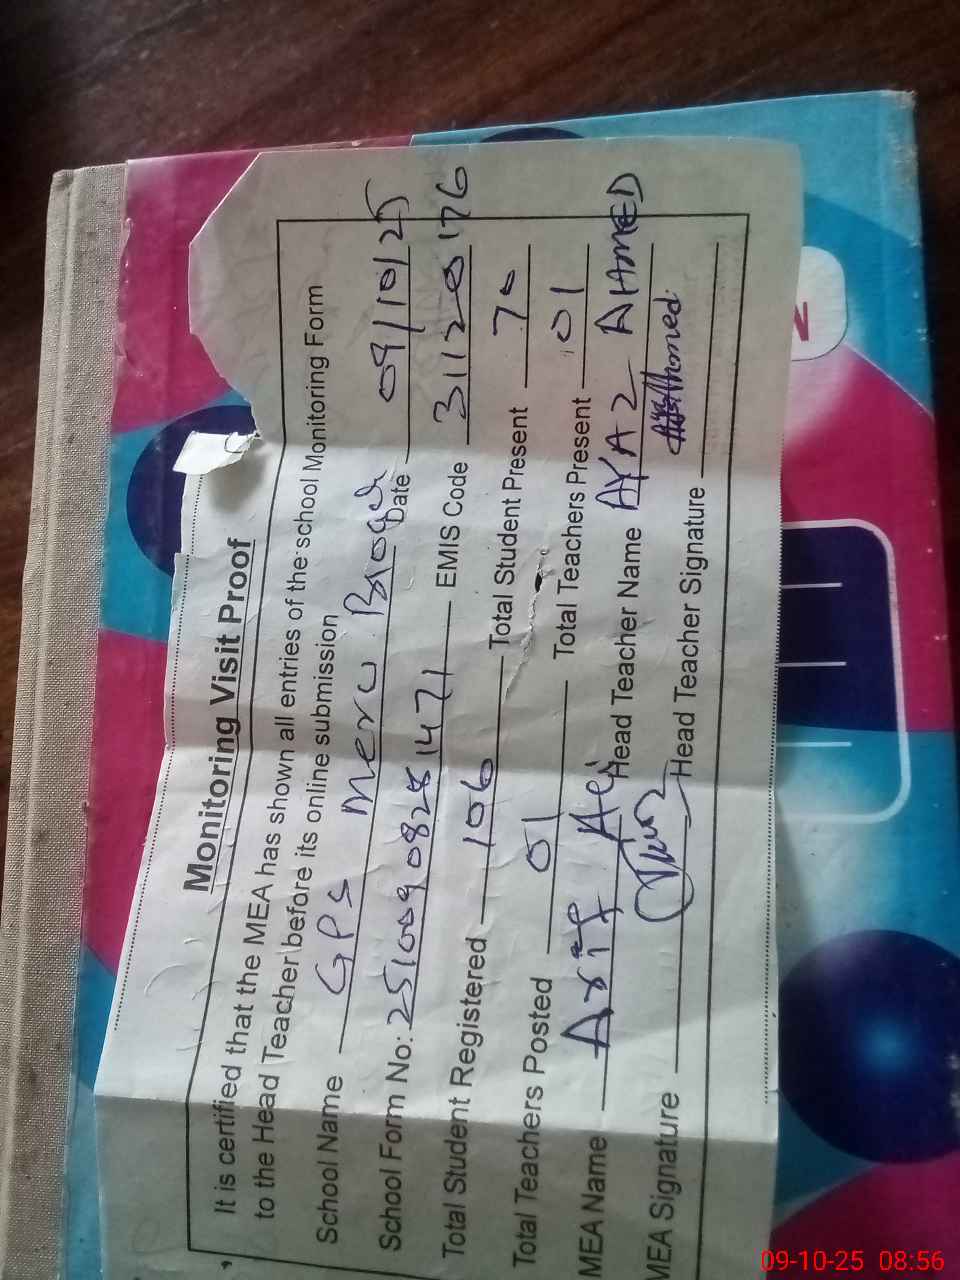 Monitoring Visit Proof
It is certified that the MEA has shown all entries of the school Monitoring Form
to the Head Teacher before its online submission
School Name GPS Meru Date 09/10/25
School Form No: 25100908281471 EMIS Code 3112010176
Total Student Registered 106 Total Student Present 70
Total Teachers Posted 01 Total Teachers Present 01
MEA Name Arif Ali Head Teacher Name AYAZ AHMED
MEA Signature Head Teacher Signature
2
09-10-25 08:56